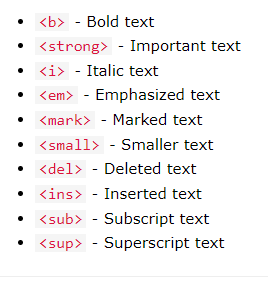 • <b> - Bold text
• <strong> - Important text
• <i> - Italic text
• <em> - Emphasized text
• <mark> - Marked text
• <small> - Smaller text
• <del> - Deleted text
• <ins> - Inserted text
• <sub> - Subscript text
• <sup> - Superscript text